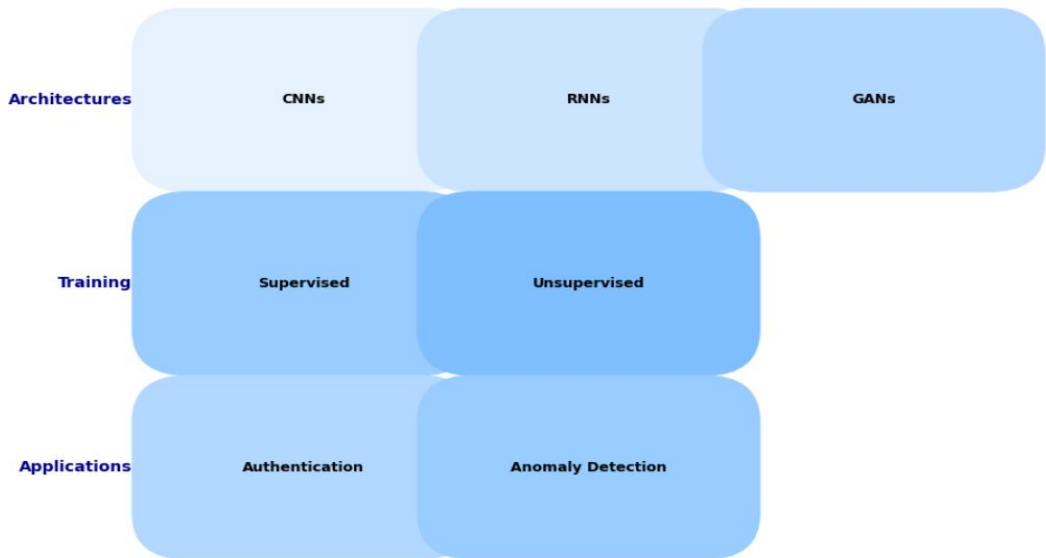 Architectures CNNs RNNs GANs
Training Supervised Unsupervised
Applications Authentication Anomaly Detection